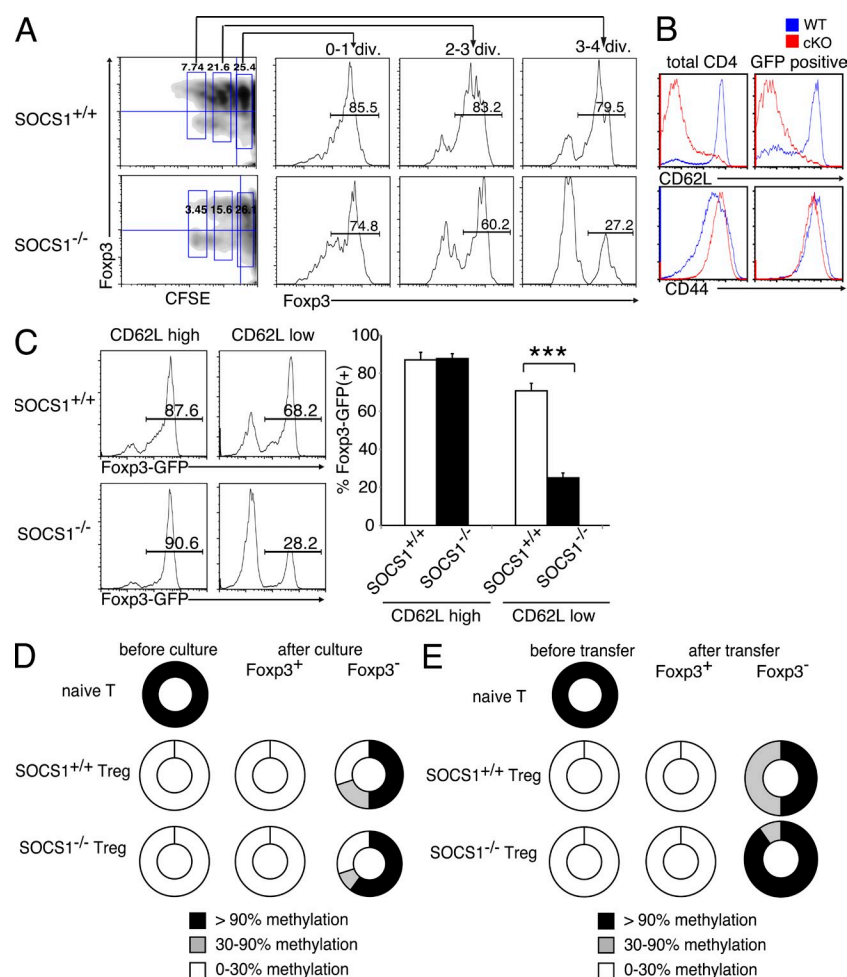 A
0-1 div. 2-3 div. 3-4 div.
7.74 21.6 25.4
SOCS1+/+
85.5 83.2 79.5
3.45 15.6 26.1
SOCS1-/-
74.8 60.2 27.2
Foxp3
CFSE Foxp3
B
WT
cKO
total CD4 GFP positive
CD62L
CD44
C
CD62L high CD62L low
SOCS1+/+
87.6 68.2
Foxp3-GFP Foxp3-GFP
SOCS1-/-
90.6 28.2
Foxp3-GFP Foxp3-GFP
% Foxp3-GFP(+)
100
80
60
40
20
0
***
SOCS1+/+ SOCS1-/- SOCS1+/+ SOCS1-/-
CD62L high CD62L low
D
before culture after culture
Foxp3+ Foxp3-
naive T
SOCS1+/+ Treg
SOCS1-/- Treg
> 90% methylation
30-90% methylation
0-30% methylation
E
before transfer after transfer
Foxp3+ Foxp3-
naive T
SOCS1+/+ Treg
SOCS1-/- Treg
> 90% methylation
30-90% methylation
0-30% methylation